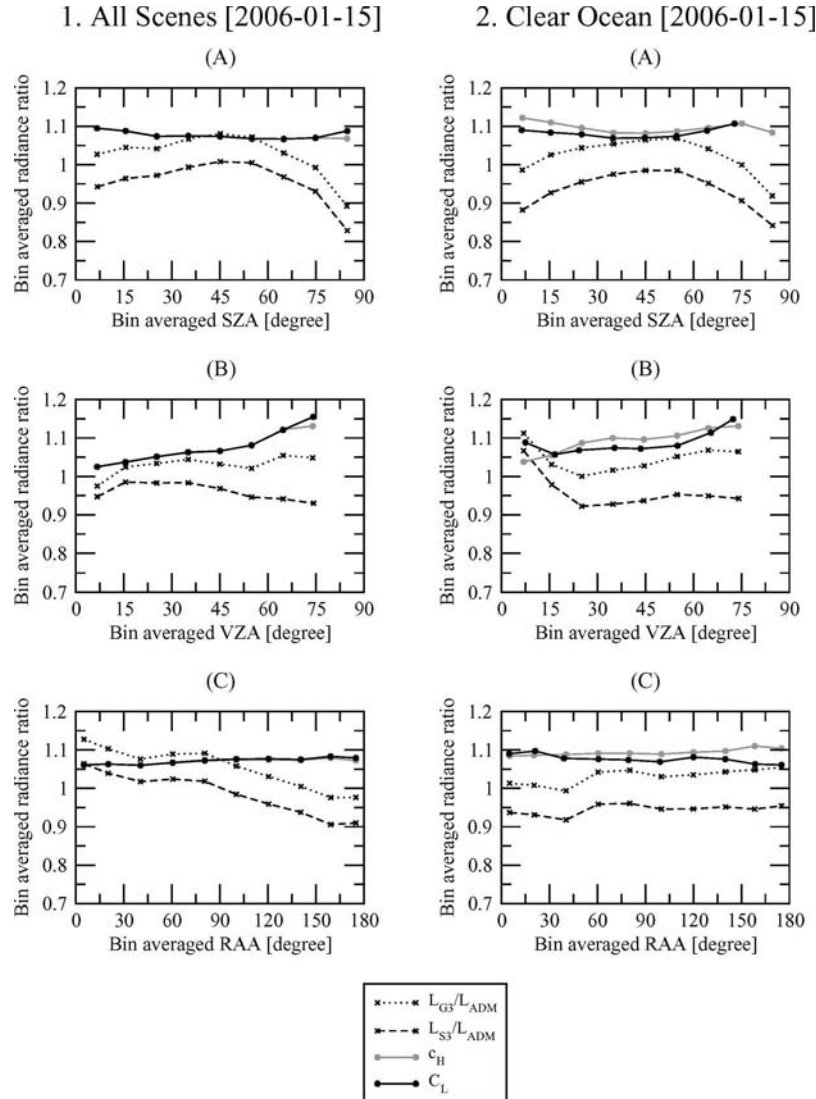 1. All Scenes [2006-01-15]
2. Clear Ocean [2006-01-15]
(A)
Bin averaged radiance ratio
1.2
1.1
1
0.9
0.8
0.7
0 15 30 45 60 75 90
Bin averaged SZA [degree]
(A)
Bin averaged radiance ratio
1.2
1.1
1
0.9
0.8
0.7
0 15 30 45 60 75 90
Bin averaged SZA [degree]
(B)
Bin averaged radiance ratio
1.2
1.1
1
0.9
0.8
0.7
0 15 30 45 60 75 90
Bin averaged VZA [degree]
(B)
Bin averaged radiance ratio
1.2
1.1
1
0.9
0.8
0.7
0 15 30 45 60 75 90
Bin averaged VZA [degree]
(C)
Bin averaged radiance ratio
1.2
1.1
1
0.9
0.8
0.7
0 30 60 90 120 150 180
Bin averaged RAA [degree]
(C)
Bin averaged radiance ratio
1.2
1.1
1
0.9
0.8
0.7
0 30 60 90 120 150 180
Bin averaged RAA [degree]
L_G3/L_ADM
L_S3/L_ADM
c_H
C_L